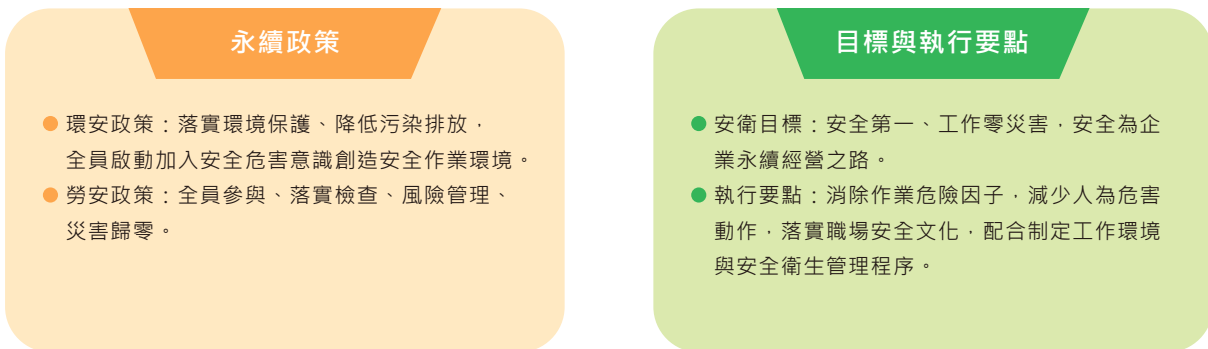 永續政策
環安政策：落實環境保護、降低污染排放，
全員啟動加入安全危害意識創造安全作業環境。
勞安政策：全員參與、落實檢查、風險管理、
災害歸零。
目標與執行要點
安衛目標：安全第一、工作零災害，安全為企
業永續經營之路。
執行要點：消除作業危險因子，減少人為危害
動作，落實職場安全文化，配合制定工作環境
與安全衛生管理程序。